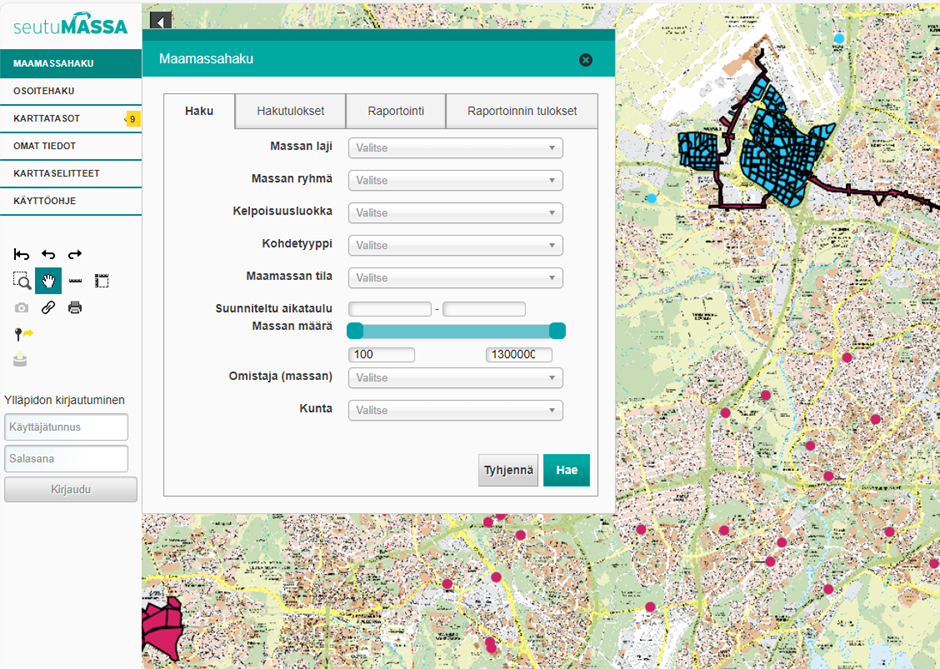 seutuMASSA
MAAMASSAHAKU
OSOITEHAKU
KARTTATASOT 9
OMAT TIEDOT
KARTTASELITTEET
KÄYTTÖOHJE
Ylläpidon kirjautuminen
Käyttäjätunnus
Salasana
Kirjaudu
Maamassahaku
Haku Hakutulokset Raportointi Raportoinnin tulokset
Massan laji Valitse
Massan ryhmä Valitse
Kelpoisuusluokka Valitse
Kohdetyyppi Valitse
Maamassan tila Valitse
Suunniteltu aikataulu -
Massan määrä
100 1300000
Omistaja (massan) Valitse
Kunta Valitse
Tyhjennä Hae